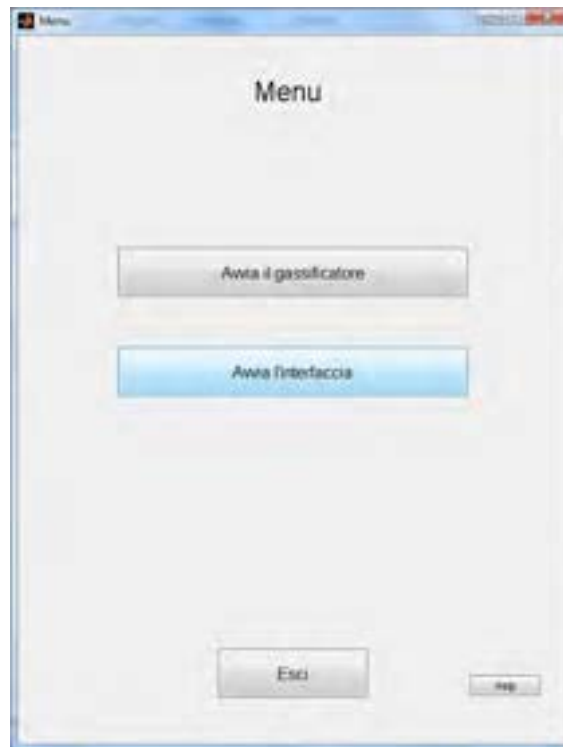 Menu
Menu
Avvia il gassificatore
Avvia l'interfaccia
Esci
Help